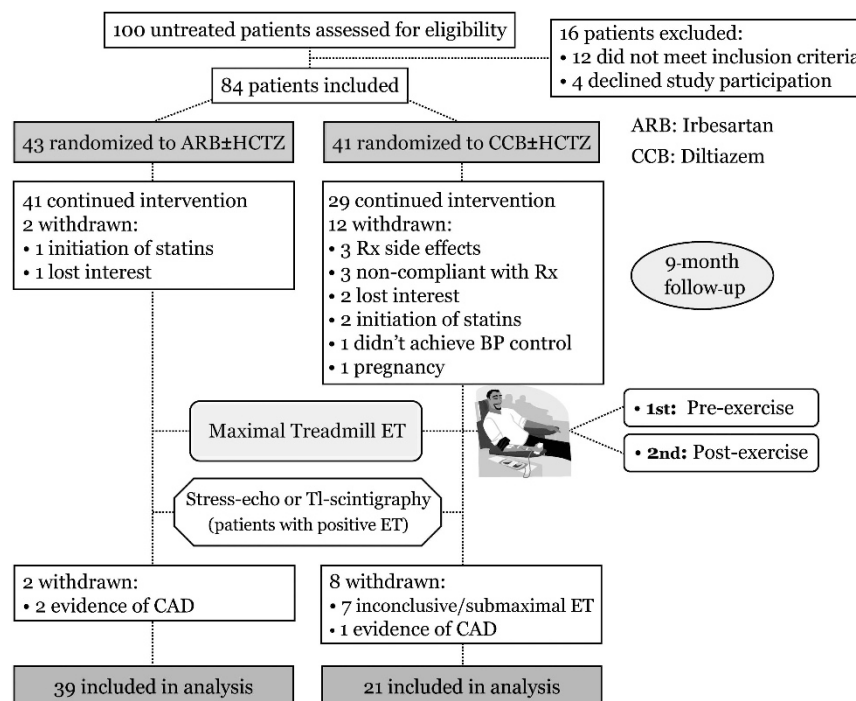 100 untreated patients assessed for eligibility
16 patients excluded:
• 12 did not meet inclusion criteria
• 4 declined study participation
84 patients included
43 randomized to ARB±HCTZ
41 randomized to CCB±HCTZ
ARB: Irbesartan
CCB: Diltiazem
41 continued intervention
2 withdrawn:
• 1 initiation of statins
• 1 lost interest
29 continued intervention
12 withdrawn:
• 3 Rx side effects
• 3 non-compliant with Rx
• 2 lost interest
• 2 initiation of statins
• 1 didn't achieve BP control
• 1 pregnancy
9-month
follow-up
Maximal Treadmill ET
• 1st: Pre-exercise
• 2nd: Post-exercise
Stress-echo or Tl-scintigraphy
(patients with positive ET)
2 withdrawn:
• 2 evidence of CAD
8 withdrawn:
• 7 inconclusive/submaximal ET
• 1 evidence of CAD
39 included in analysis
21 included in analysis